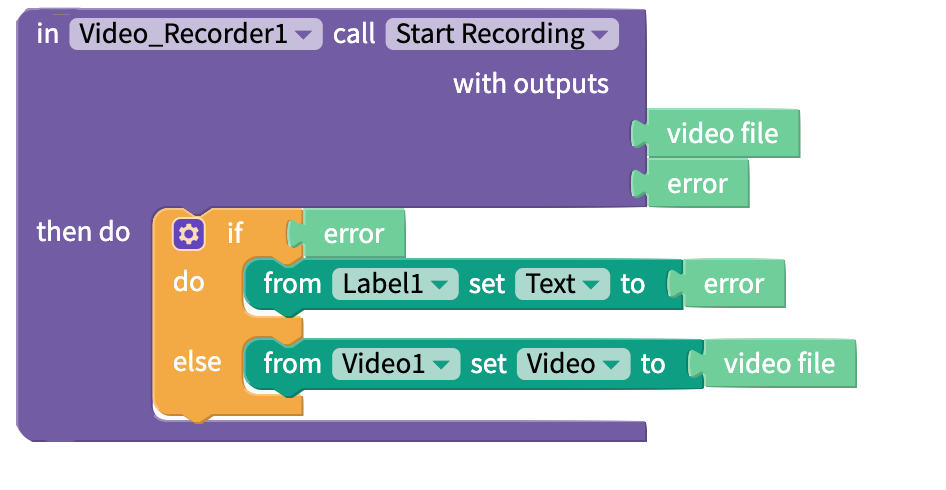 in Video_Recorder1 call Start Recording
with outputs
video file
error
then do if error
do from Label1 set Text to error
else from Video1 set Video to video file